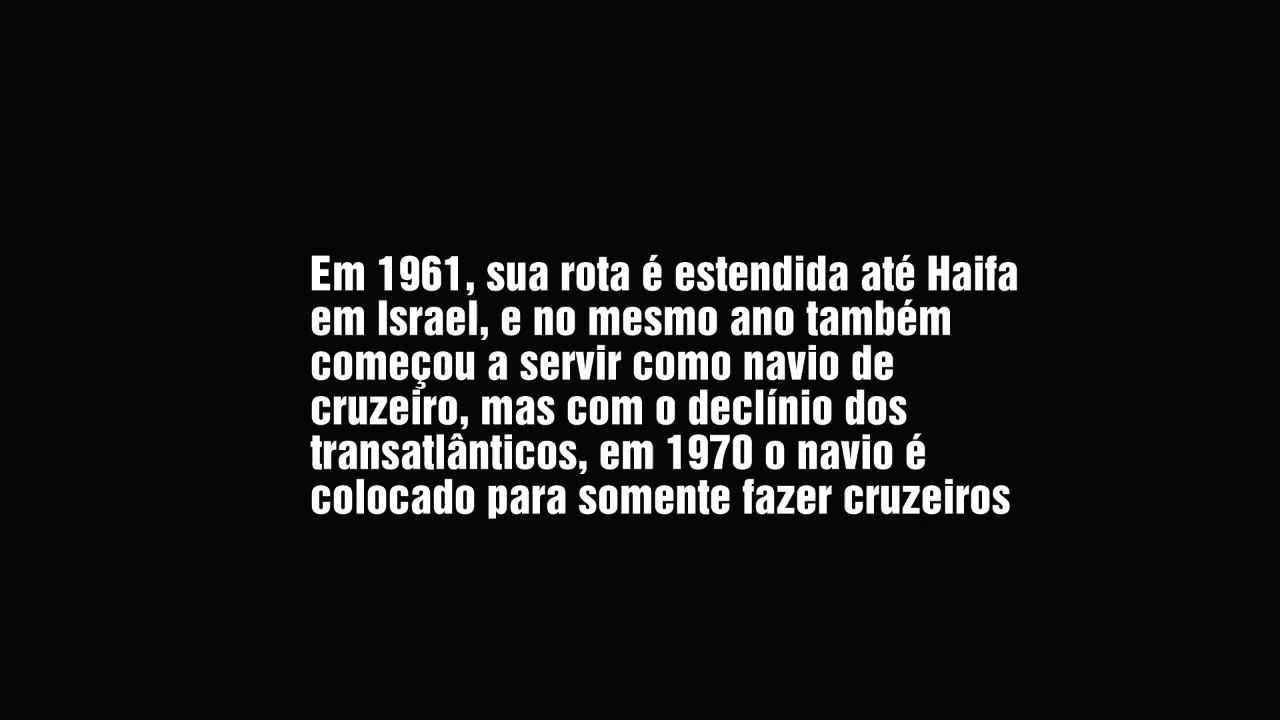 Em 1961, sua rota é estendida até Haifa
em Israel, e no mesmo ano também
começou a servir como navio de
cruzeiro, mas com o declínio dos
transatlânticos, em 1970 o navio é
colocado para somente fazer cruzeiros